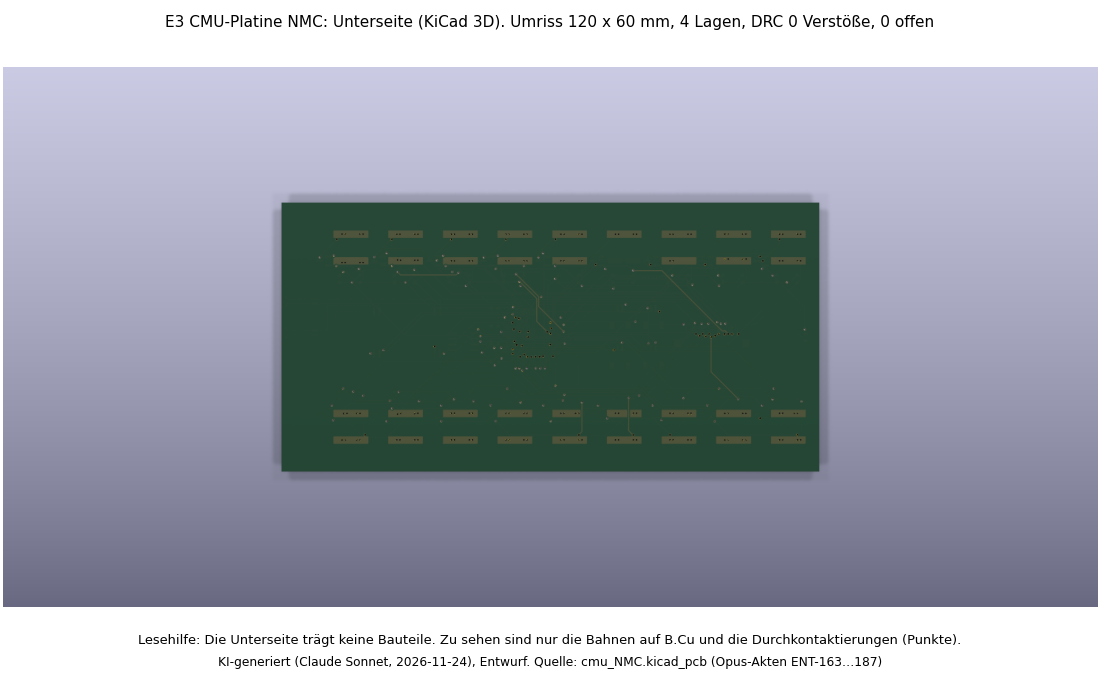 E3 CMU-Platine NMC: Unterseite (KiCad 3D). Umriss 120 x 60 mm, 4 Lagen, DRC 0 Verstöße, 0 offen
Lesehilfe: Die Unterseite trägt keine Bauteile. Zu sehen sind nur die Bahnen auf B.Cu und die Durchkontaktierungen (Punkte).
KI-generiert (Claude Sonnet, 2026-11-24), Entwurf. Quelle: cmu_NMC.kicad_pcb (Opus-Akten ENT-163…187)